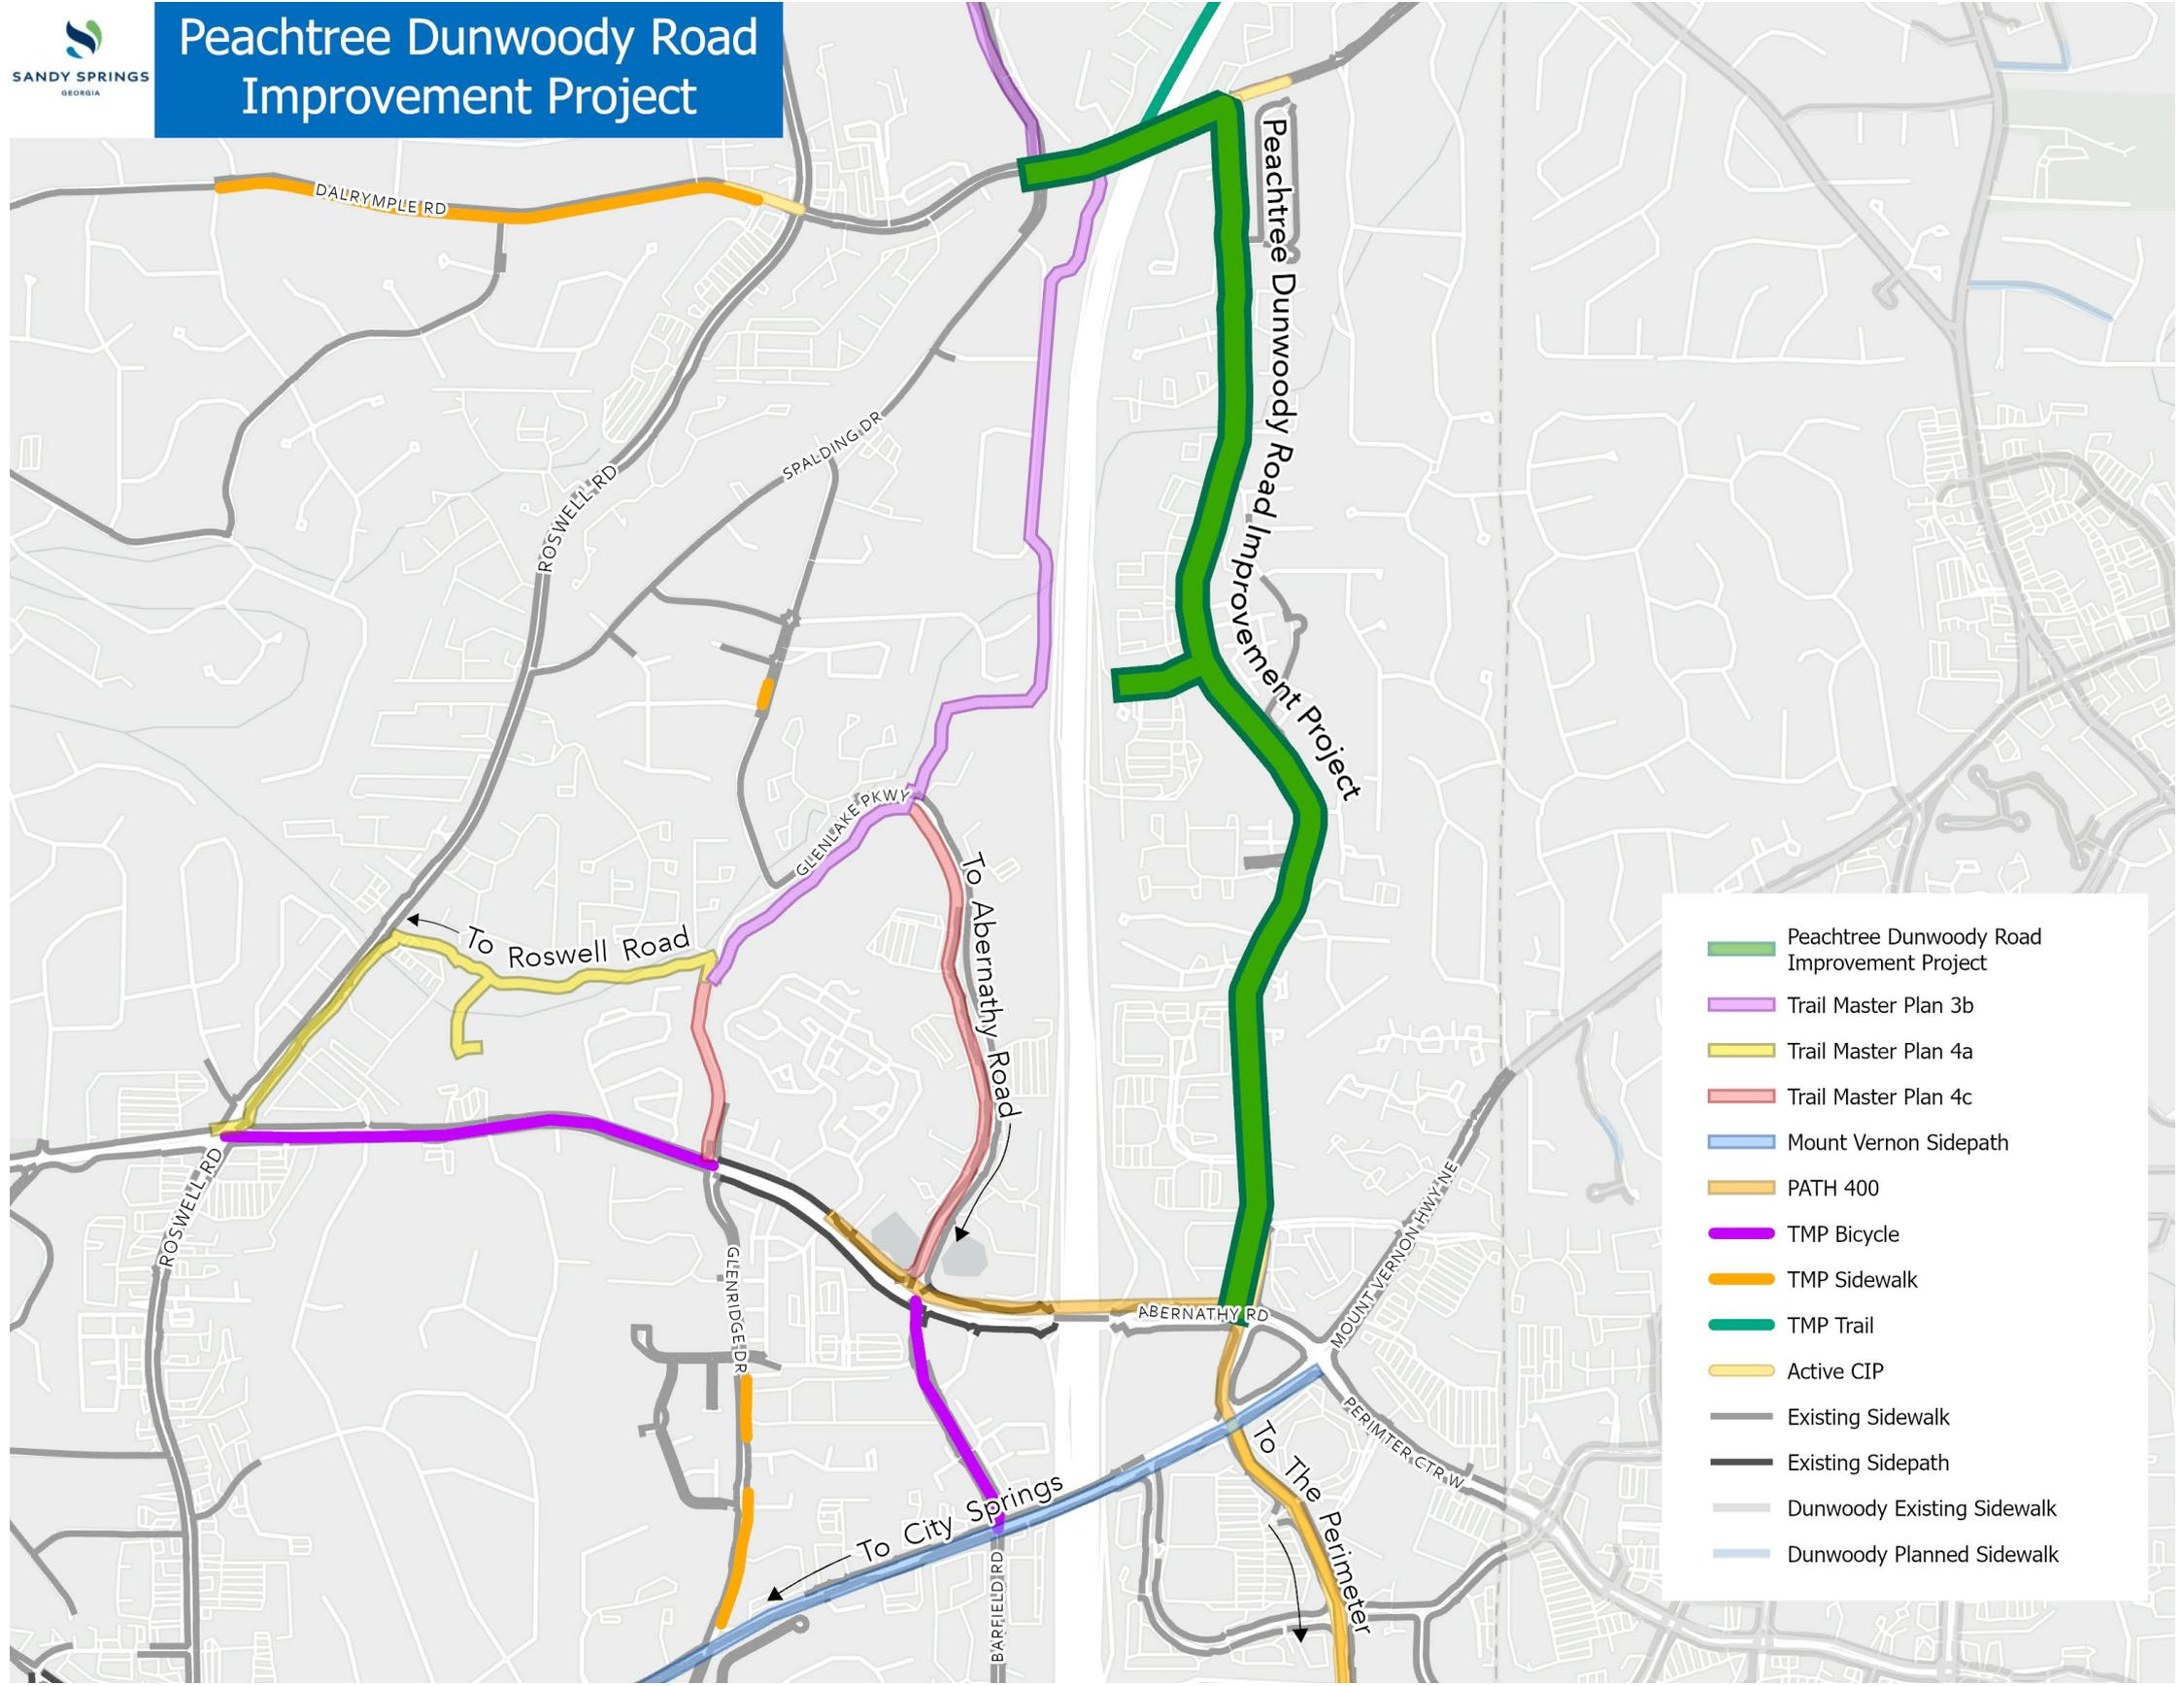 SANDY SPRINGS
GEORGIA
Peachtree Dunwoody Road
Improvement Project
DALRYMPLE RD
Peachtree Dunwoody Road Improvement Project
SPALDING DR
ROSWELL RD
GLENLAKE PKWY
To Abernathy Road
To Roswell Road
ROSWELL RD
GLENRIDGE DR
ABERNATHY RD
MOUNT VERNON HWY NE
PERIMTER CTR W
To The Perimeter
To City Springs
BARFIELD RD
Peachtree Dunwoody Road
Improvement Project
Trail Master Plan 3b
Trail Master Plan 4a
Trail Master Plan 4c
Mount Vernon Sidepath
PATH 400
TMP Bicycle
TMP Sidewalk
TMP Trail
Active CIP
Existing Sidewalk
Existing Sidepath
Dunwoody Existing Sidewalk
Dunwoody Planned Sidewalk